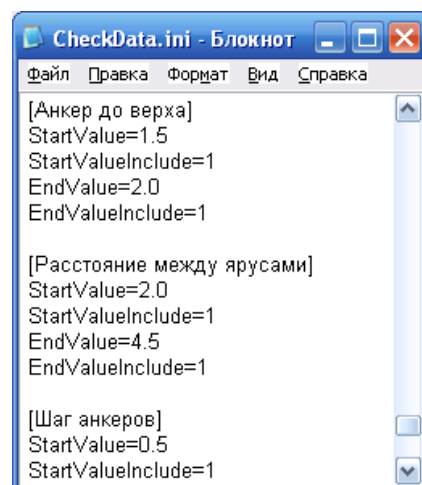 CheckData.ini - Блокнот
Файл Правка Формат Вид Справка
[Анкер до верха]
StartValue=1.5
StartValueInclude=1
EndValue=2.0
EndValueInclude=1
[Расстояние между ярусами]
StartValue=2.0
StartValueInclude=1
EndValue=4.5
EndValueInclude=1
[Шаг анкеров]
StartValue=0.5
StartValueInclude=1